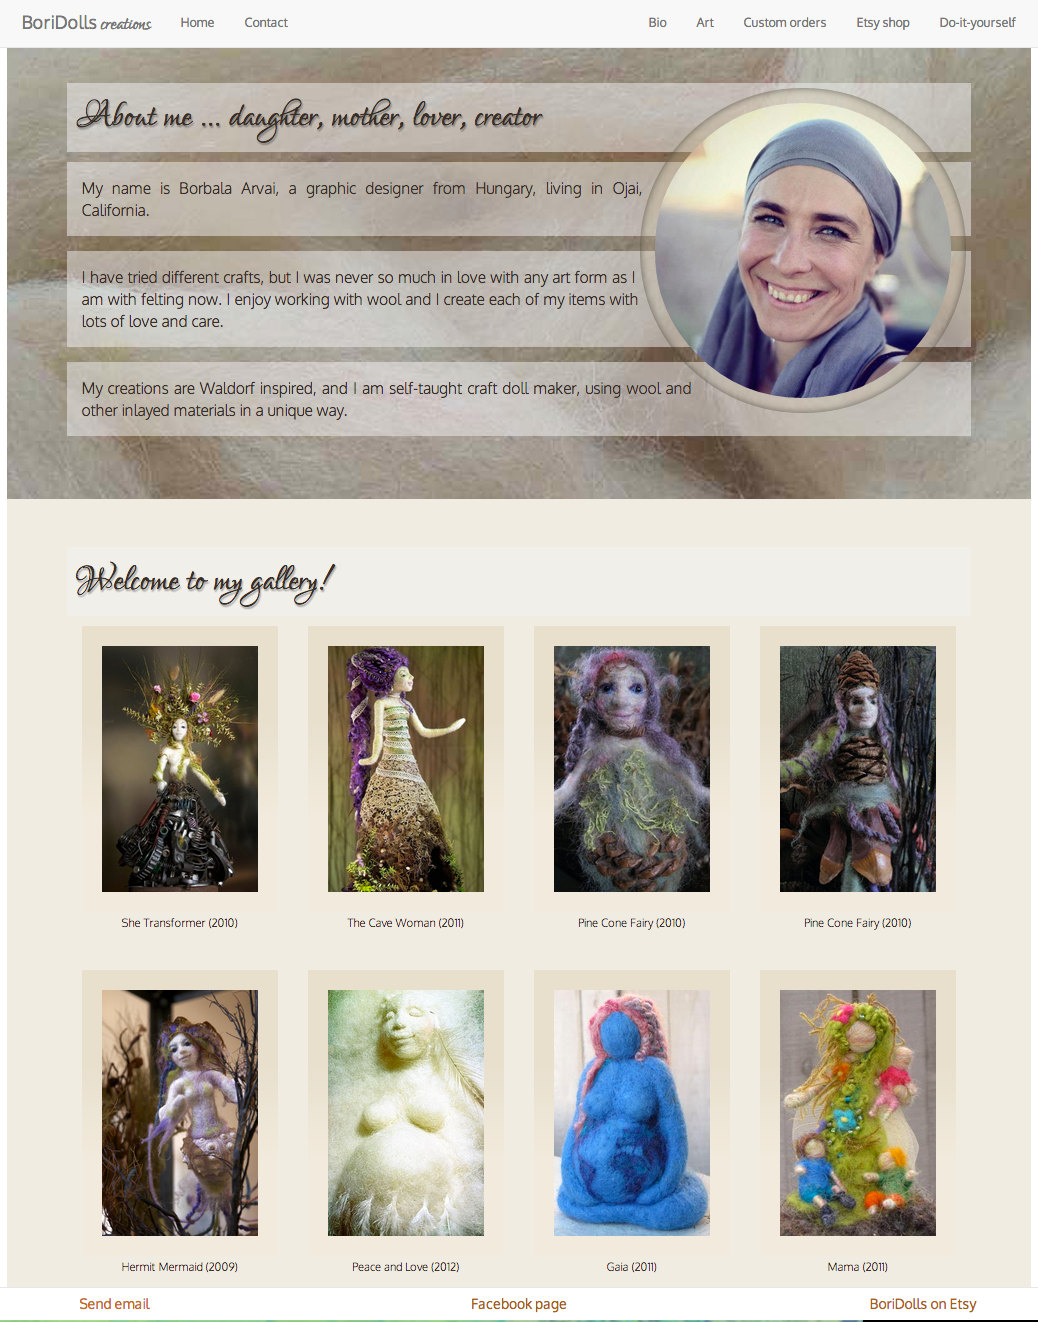 BoriDolls creations Home Contact Bio Art Custom orders Etsy shop Do-it-yourself
About me ... daughter, mother, lover, creator
My name is Borbala Arvai, a graphic designer from Hungary, living in Ojai,
California.
I have tried different crafts, but I was never so much in love with any art form as I
am with felting now. I enjoy working with wool and I create each of my items with
lots of love and care.
My creations are Waldorf inspired, and I am self-taught craft doll maker, using wool and
other inlayed materials in a unique way.
Welcome to my gallery!
She Transformer (2010) The Cave Woman (2011) Pine Cone Fairy (2010) Pine Cone Fairy (2010)
Hermit Mermaid (2009) Peace and Love (2012) Gaia (2011) Mama (2011)
Send email Facebook page BoriDolls on Etsy